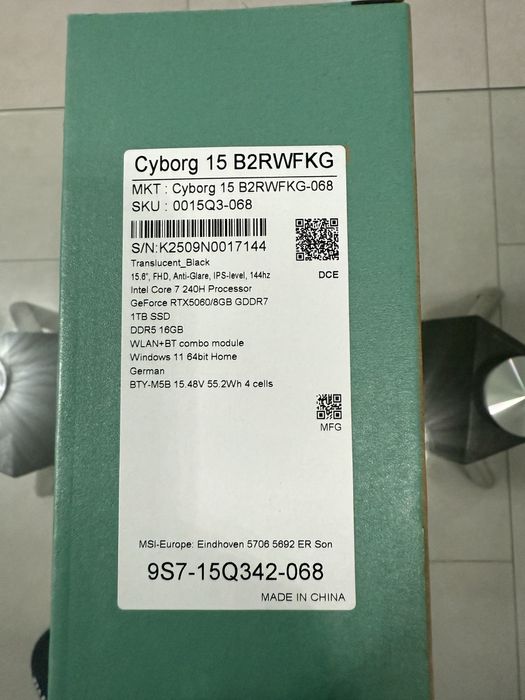 Cyborg 15 B2RWFKG
MKT : Cyborg 15 B2RWFKG-068
SKU : 0015Q3-068
S/N:K2509N0017144
Translucent_Black
15.6", FHD, Anti-Glare, IPS-level, 144hz
DCE
Intel Core 7 240H Processor
GeForce RTX5060/8GB GDDR7
1TB SSD
DDR5 16GB
WLAN+BT combo module
Windows 11 64bit Home
German
BTY-M5B 15.48V 55.2Wh 4 cells
MFG
MSI-Europe: Eindhoven 5706 5692 ER Son
9S7-15Q342-068
MADE IN CHINA